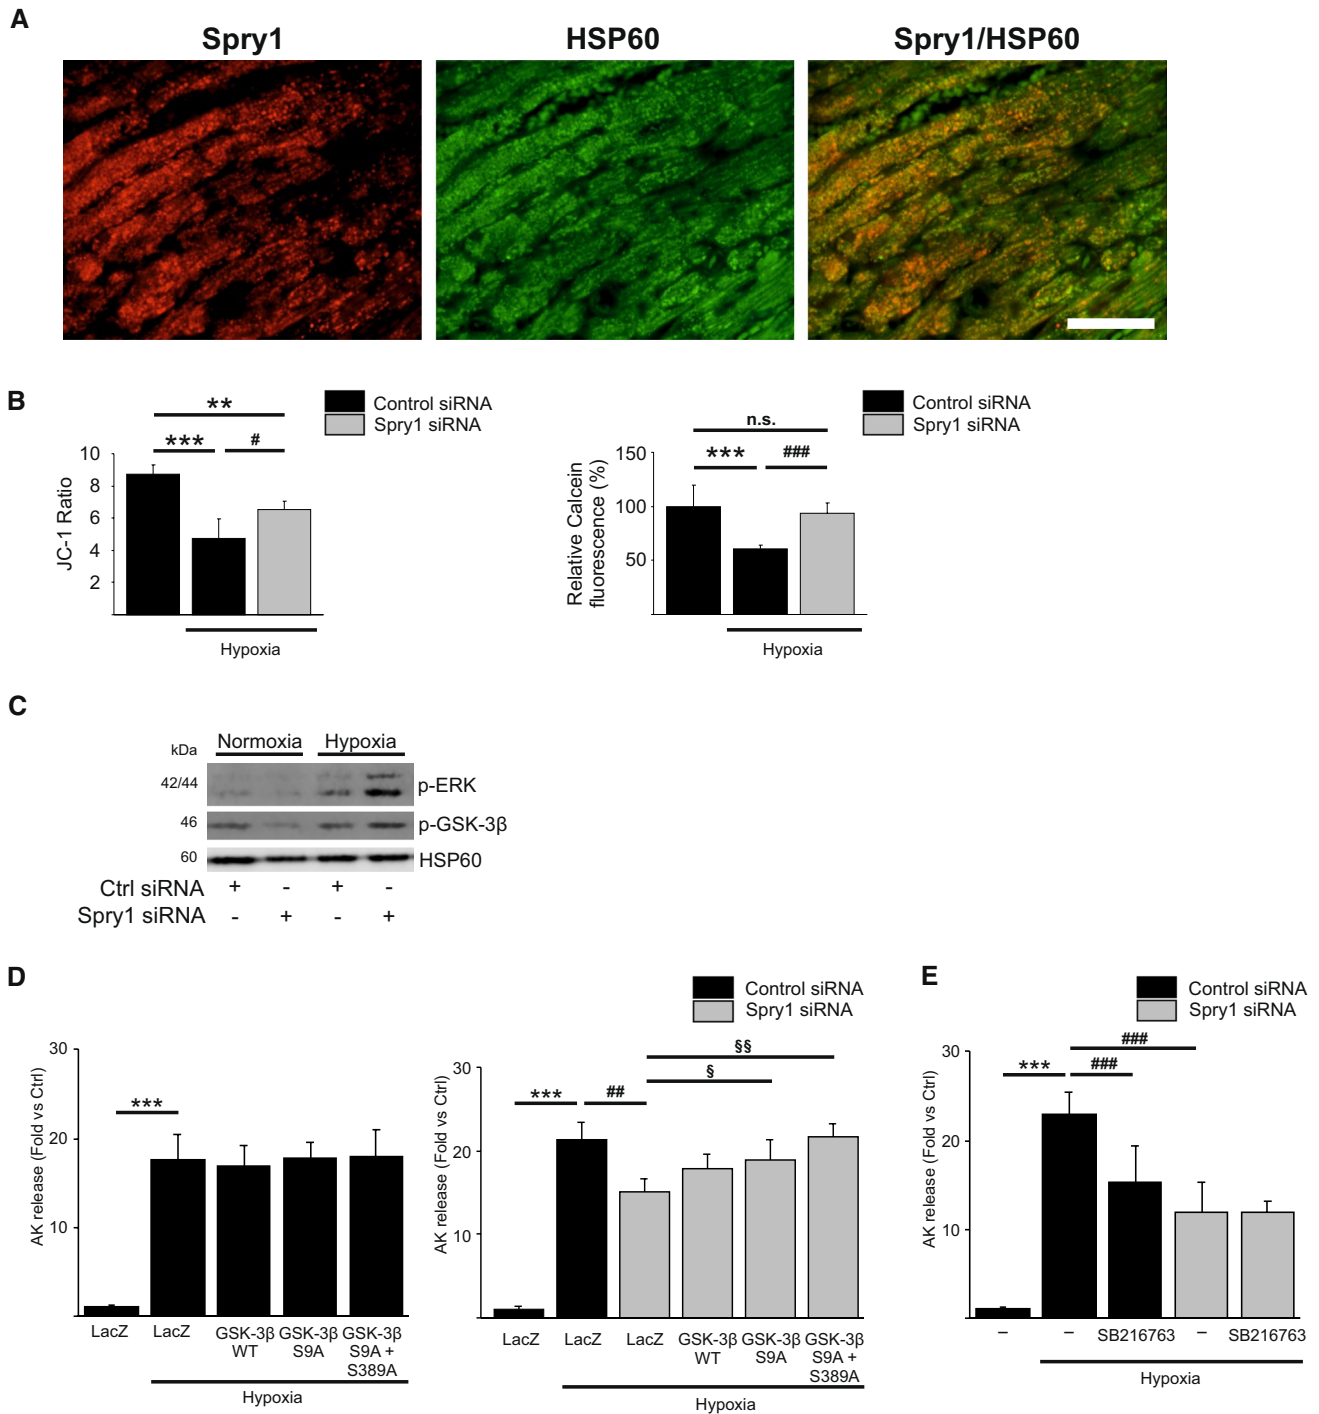 A
Spry1
HSP60
Spry1/HSP60
B
**
***
#
Control siRNA
Spry1 siRNA
JC-1 Ratio
10
8
6
4
2
Hypoxia
n.s.
***
###
Control siRNA
Spry1 siRNA
Relative Calcein
fluorescence (%)
150
100
50
Hypoxia
C
kDa
Normoxia
Hypoxia
42/44
p-ERK
46
p-GSK-3β
60
HSP60
Ctrl siRNA + - + -
Spry1 siRNA - + - +
D
AK release (Fold vs Ctrl)
30
20
10
***
LacZ
LacZ
GSK-3β
WT
GSK-3β
S9A
GSK-3β
S9A +
S389A
Hypoxia
Control siRNA
Spry1 siRNA
AK release (Fold vs Ctrl)
30
20
10
***
##
§§
§
LacZ
LacZ
LacZ
GSK-3β
WT
GSK-3β
S9A
GSK-3β
S9A +
S389A
Hypoxia
E
Control siRNA
Spry1 siRNA
AK release (Fold vs Ctrl)
30
20
10
***
###
###
– – SB216763 – SB216763
Hypoxia